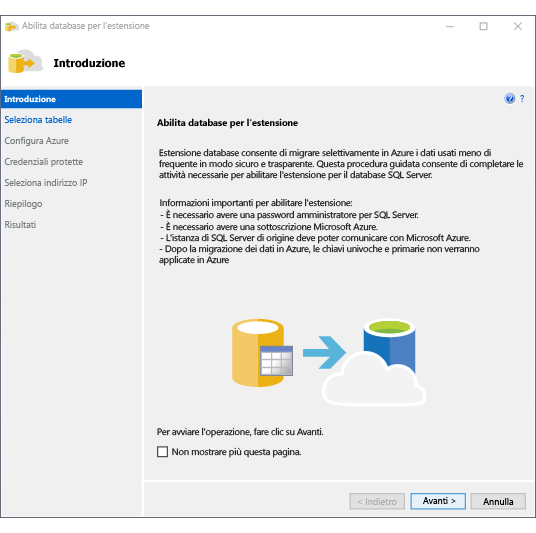 Abilita database per l'estensione
Introduzione
Introduzione
Seleziona tabelle
Configura Azure
Credenziali protette
Seleziona indirizzo IP
Riepilogo
Risultati
?
Abilita database per l'estensione
Estensione database consente di migrare selettivamente in Azure i dati usati meno di
frequente in modo sicuro e trasparente. Questa procedura guidata consente di completare le
attività necessarie per abilitare l'estensione per il database SQL Server.
Informazioni importanti per abilitare l'estensione:
- È necessario avere una password amministratore per SQL Server.
- È necessario avere una sottoscrizione Microsoft Azure.
- L'istanza di SQL Server di origine deve poter comunicare con Microsoft Azure.
- Dopo la migrazione dei dati in Azure, le chiavi univoche e primarie non verranno
applicate in Azure
Per avviare l'operazione, fare clic su Avanti.
Non mostrare più questa pagina.
< Indietro
Avanti >
Annulla